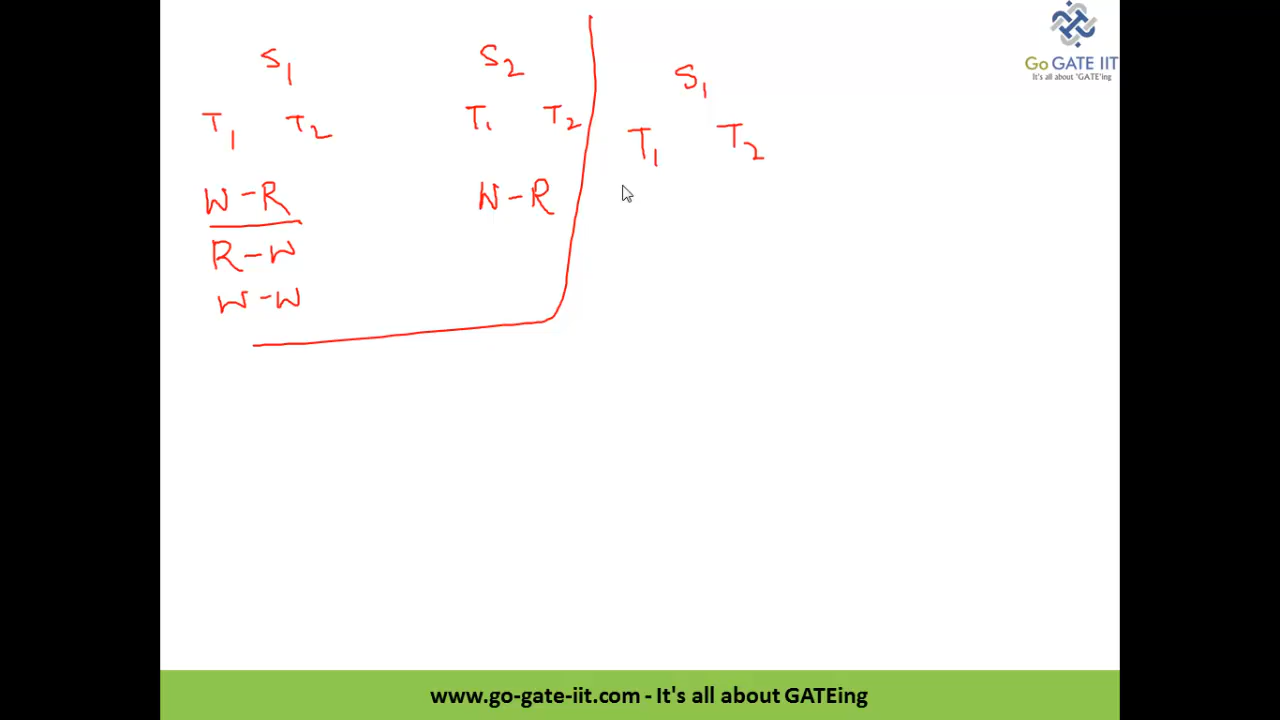 S1 S2
T1 T2 T1 T2
W-R W-R
R-W
W-W
S1
T1 T2
Go GATE IIT
It's all about 'GATE'ing
www.go-gate-iit.com - It's all about GATEing